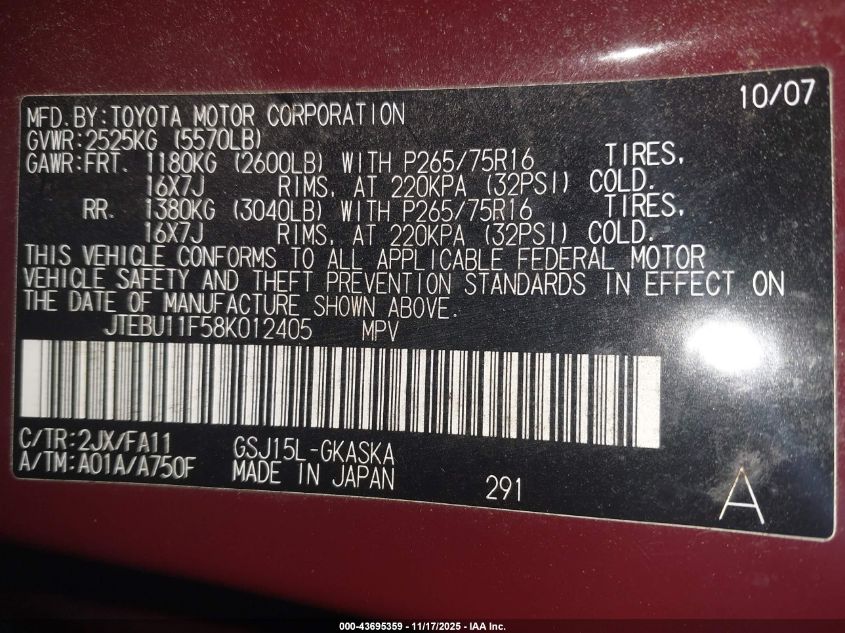 10/07
MFD.BY:TOYOTA MOTOR CORPORATION
GVWR:2525KG (5570LB)
GAWR:FRT. 1180KG (2600LB) WITH P265/75R16 TIRES,
16X7J RIMS, AT 220KPA (32PSI) COLD.
RR. 1380KG (3040LB) WITH P265/75R16 TIRES,
16X7J RIMS, AT 220KPA (32PSI) COLD.
THIS VEHICLE CONFORMS TO ALL APPLICABLE FEDERAL MOTOR
VEHICLE SAFETY AND THEFT PREVENTION STANDARDS IN EFFECT ON
THE DATE OF MANUFACTURE SHOWN ABOVE.
JTEBU11F58K012405 MPV
C/TR:2JX/FA11 GSJ15L-GKASKA
A/TM:A01A/A750F MADE IN JAPAN
291
A
000-43695359 - 11/17/2025 - IAA Inc.